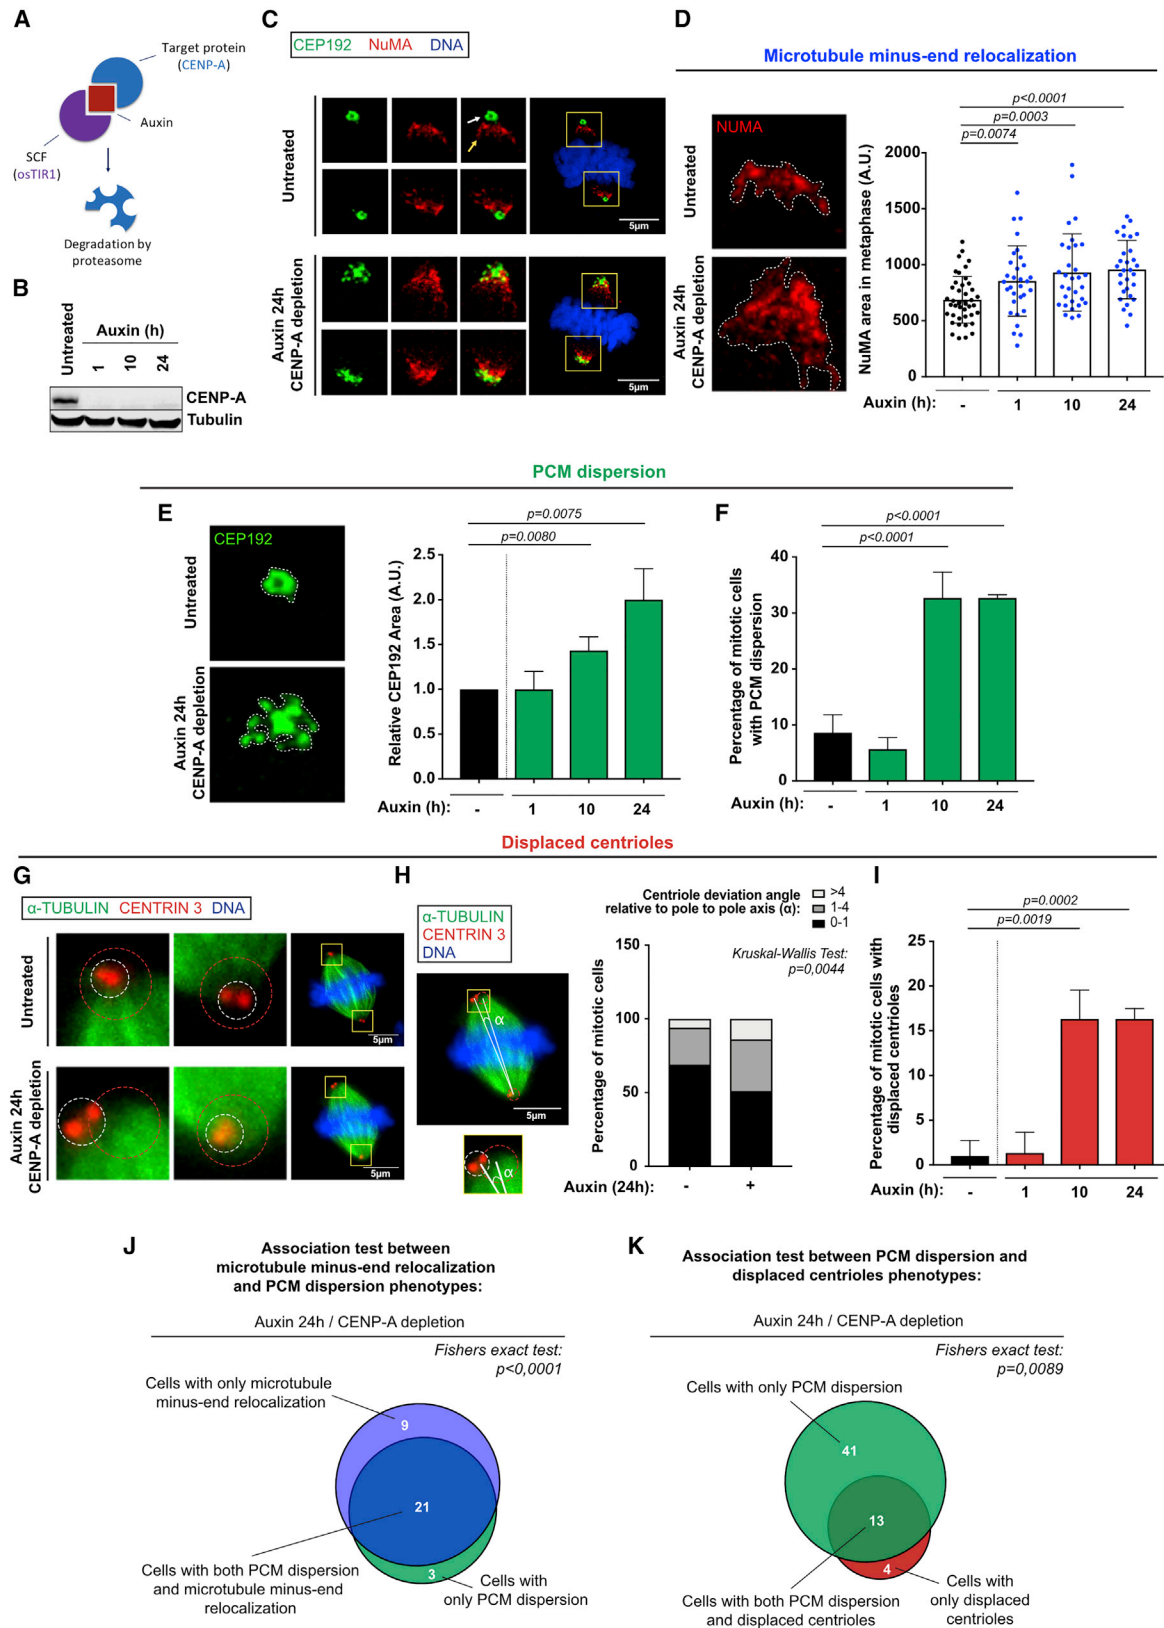 A
Target protein
(CENP-A)
Auxin
SCF
(osTIR1)
Degradation by
proteasome
B
Untreated
Auxin (h)
1 10 24
CENP-A
Tubulin
C
CEP192 NuMA DNA
Untreated
5µm
Auxin 24h
CENP-A depletion
5µm
D
Microtubule minus-end relocalization
NUMA
Untreated
Auxin 24h
CENP-A depletion
p<0.0001
p=0.0003
p=0.0074
NuMA area in metaphase (A.U.)
2000
1500
1000
500
0
Auxin (h): - 1 10 24
PCM dispersion
E
CEP192
Untreated
Auxin 24h
CENP-A depletion
p=0.0075
p=0.0080
Relative CEP192 Area (A.U.)
2.5
2.0
1.5
1.0
0.5
0.0
Auxin (h): - 1 10 24
F
p<0.0001
p<0.0001
Percentage of mitotic cells
with PCM dispersion
40
30
20
10
0
Auxin (h): - 1 10 24
Displaced centrioles
G
α-TUBULIN CENTRIN 3 DNA
Untreated
5µm
Auxin 24h
CENP-A depletion
5µm
H
α-TUBULIN
CENTRIN 3
DNA
α
5µm
α
Centriole deviation angle
relative to pole to pole axis (α):
>4
1-4
0-1
Kruskal-Wallis Test:
p=0,0044
Percentage of mitotic cells
150
100
50
0
Auxin (24h): - +
I
p=0.0002
p=0.0019
Percentage of mitotic cells with
displaced centrioles
25
20
15
10
5
0
Auxin (h): - 1 10 24
J
Association test between
microtubule minus-end relocalization
and PCM dispersion phenotypes:
Auxin 24h / CENP-A depletion
Fishers exact test:
p<0,0001
Cells with only microtubule
minus-end relocalization
9
21
3
Cells with both PCM dispersion
and microtubule minus-end
relocalization
Cells with
only PCM dispersion
K
Association test between PCM dispersion and
displaced centrioles phenotypes:
Auxin 24h / CENP-A depletion
Fishers exact test:
p=0,0089
Cells with only PCM dispersion
41
13
4
Cells with both PCM dispersion
and displaced centrioles
Cells with
only displaced
centrioles